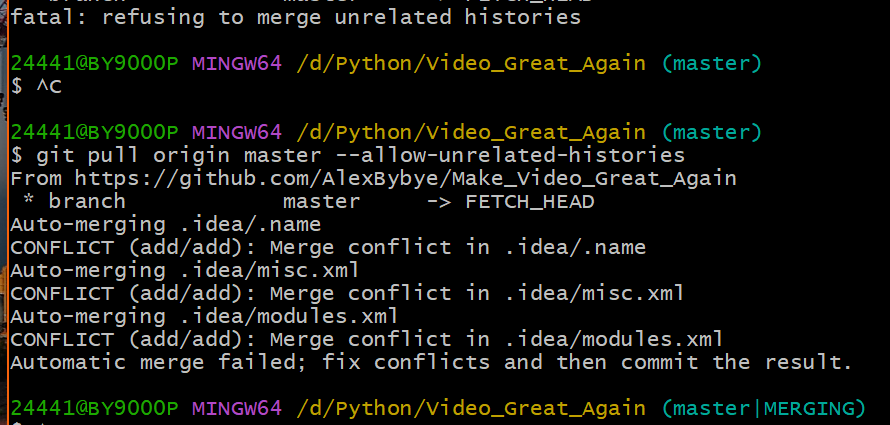 * branch            master     -> FETCH_HEAD
fatal: refusing to merge unrelated histories
24441@BY9000P MINGW64 /d/Python/Video_Great_Again (master)
$ ^C
24441@BY9000P MINGW64 /d/Python/Video_Great_Again (master)
$ git pull origin master --allow-unrelated-histories
From https://github.com/AlexBybye/Make_Video_Great_Again
 * branch            master     -> FETCH_HEAD
Auto-merging .idea/.name
CONFLICT (add/add): Merge conflict in .idea/.name
Auto-merging .idea/misc.xml
CONFLICT (add/add): Merge conflict in .idea/misc.xml
Auto-merging .idea/modules.xml
CONFLICT (add/add): Merge conflict in .idea/modules.xml
Automatic merge failed; fix conflicts and then commit the result.
24441@BY9000P MINGW64 /d/Python/Video_Great_Again (master|MERGING)
$